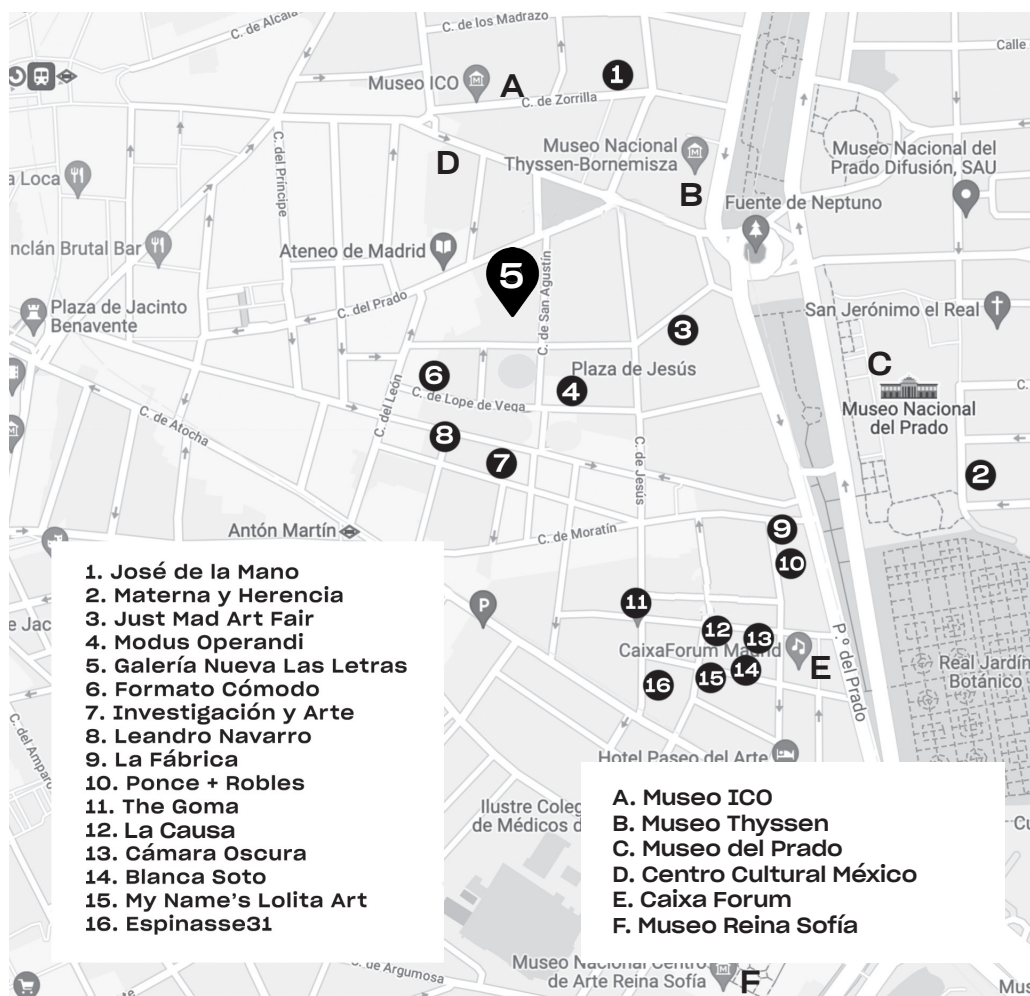 C. de Alcalá
C. de los Madrazo
Calle
Museo ICO
A
1
C. de Zorrilla
Museo Nacional
Thyssen-Bornemisza
B
D
Museo Nacional del
Prado Difusión, SAU
a Loca
C. del Príncipe
Fuente de Neptuno
nclán Brutal Bar
Ateneo de Madrid
5
C. de San Agustín
Plaza de Jacinto
Benavente
C. del Prado
San Jerónimo el Real
3
Plaza de Jesús
C
6
4
C. de Lope de Vega
Museo Nacional
del Prado
C.
C. del León
C. de Atocha
8
7
C. de Jesús
2
Antón Martín
C. de Moratín
9
10
e Jac
P
11
12
13
CaixaForum Madrid
E
14
15
16
P.º del Prado
Real Jardín
Botánico
C. del Amparo
Hotel Paseo del Arte
Ilustre Coleg
de Médicos d
Cu
1. José de la Mano
2. Materna y Herencia
3. Just Mad Art Fair
4. Modus Operandi
5. Galería Nueva Las Letras
6. Formato Cómodo
7. Investigación y Arte
8. Leandro Navarro
9. La Fábrica
10. Ponce + Robles
11. The Goma
12. La Causa
13. Cámara Oscura
14. Blanca Soto
15. My Name's Lolita Art
16. Espinasse31
A. Museo ICO
B. Museo Thyssen
C. Museo del Prado
D. Centro Cultural México
E. Caixa Forum
F. Museo Reina Sofía
C. de Argumosa
Museo Nacional Centro
de Arte Reina Sofía
F
Mus